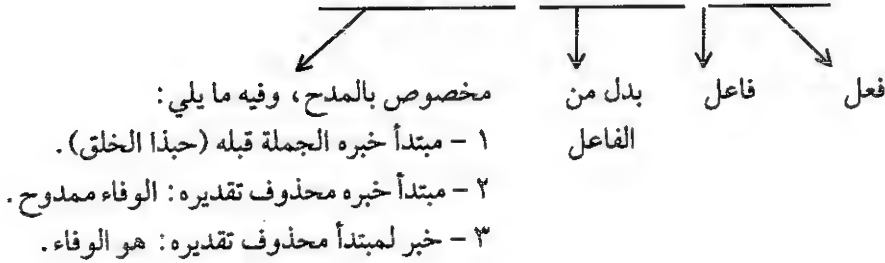 فعل فاعل بدل من مخصوص بالمدح، وفيه ما يلي:
الفاعل ١ – مبتدأ خبره الجملة قبله (حبذا الخلق).
٢ – مبتدأ خبره محذوف تقديره: الوفاء ممدوح.
٣ – خبر لمبتدأ محذوف تقديره: هو الوفاء.